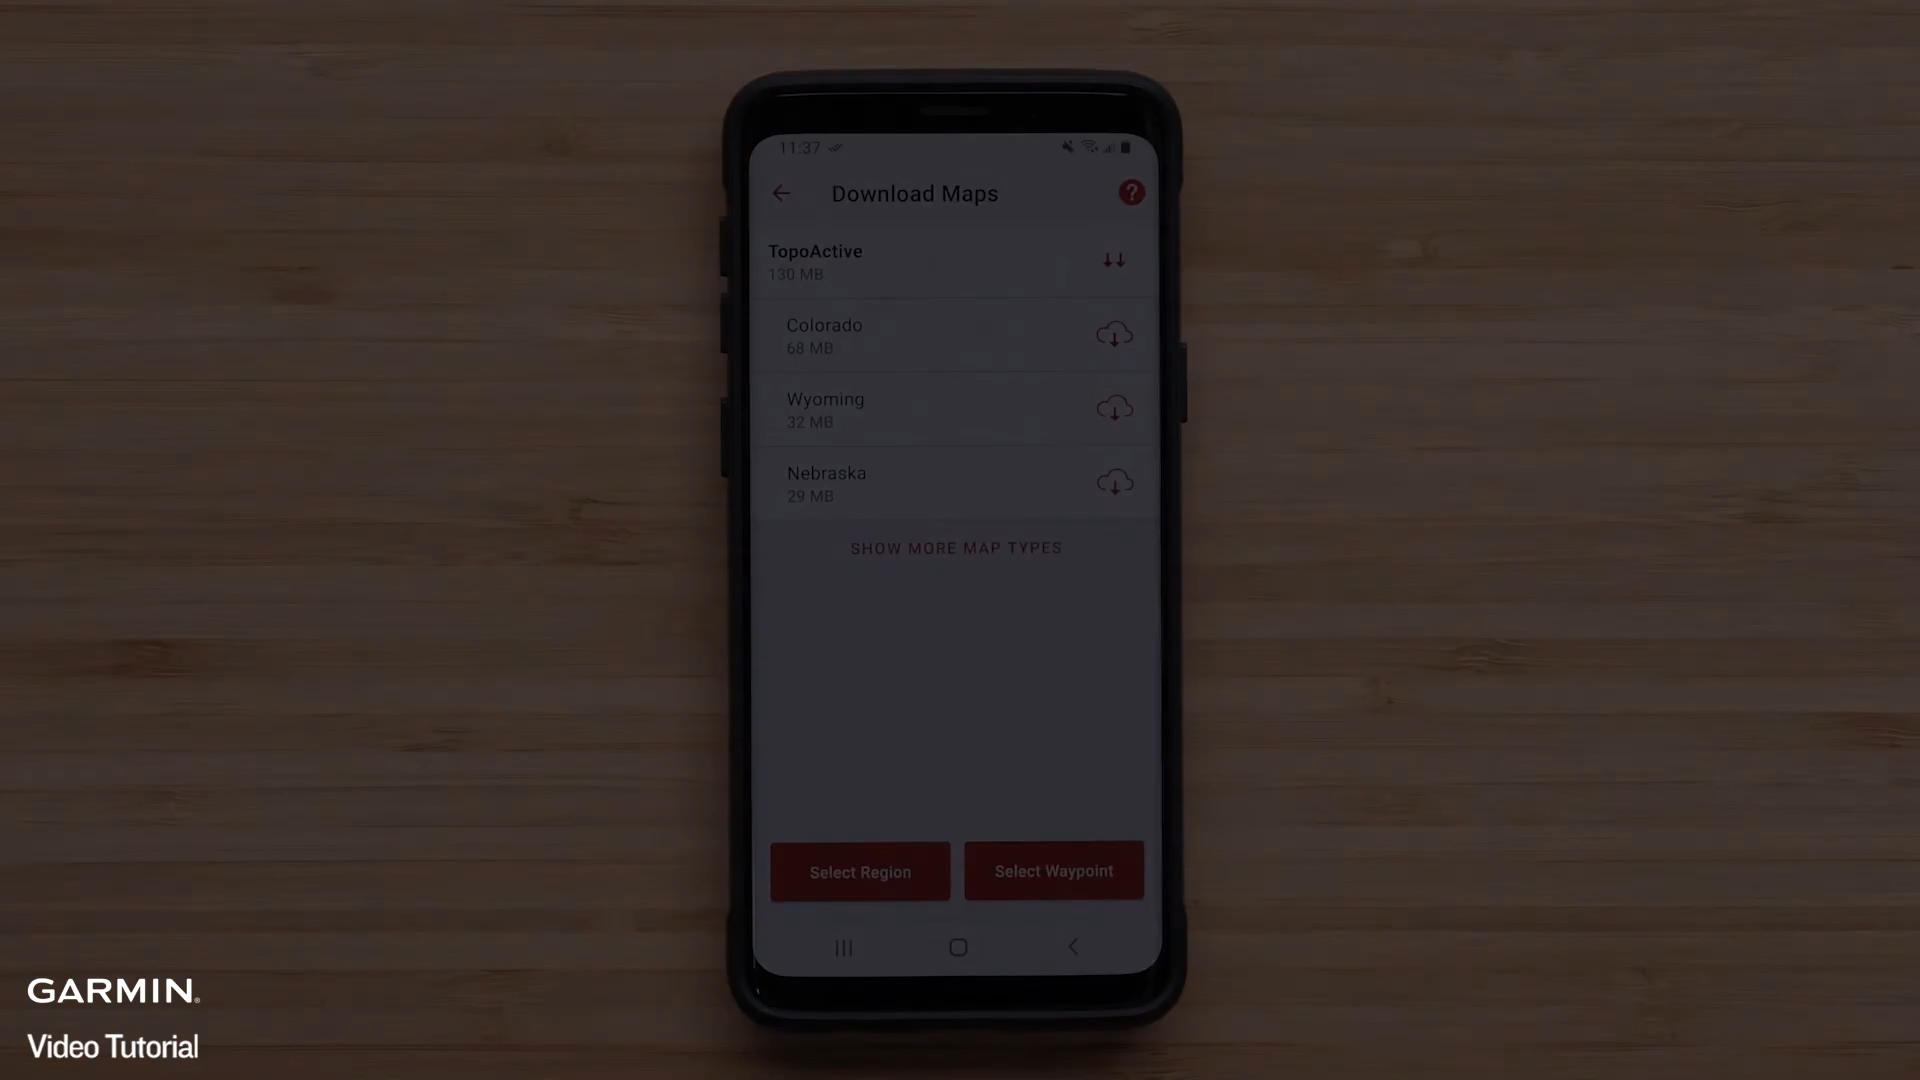 11:37
Download Maps
?
TopoActive
130 MB
Colorado
68 MB
Wyoming
32 MB
Nebraska
29 MB
SHOW MORE MAP TYPES
Select Region
Select Waypoint
GARMIN®
Video Tutorial